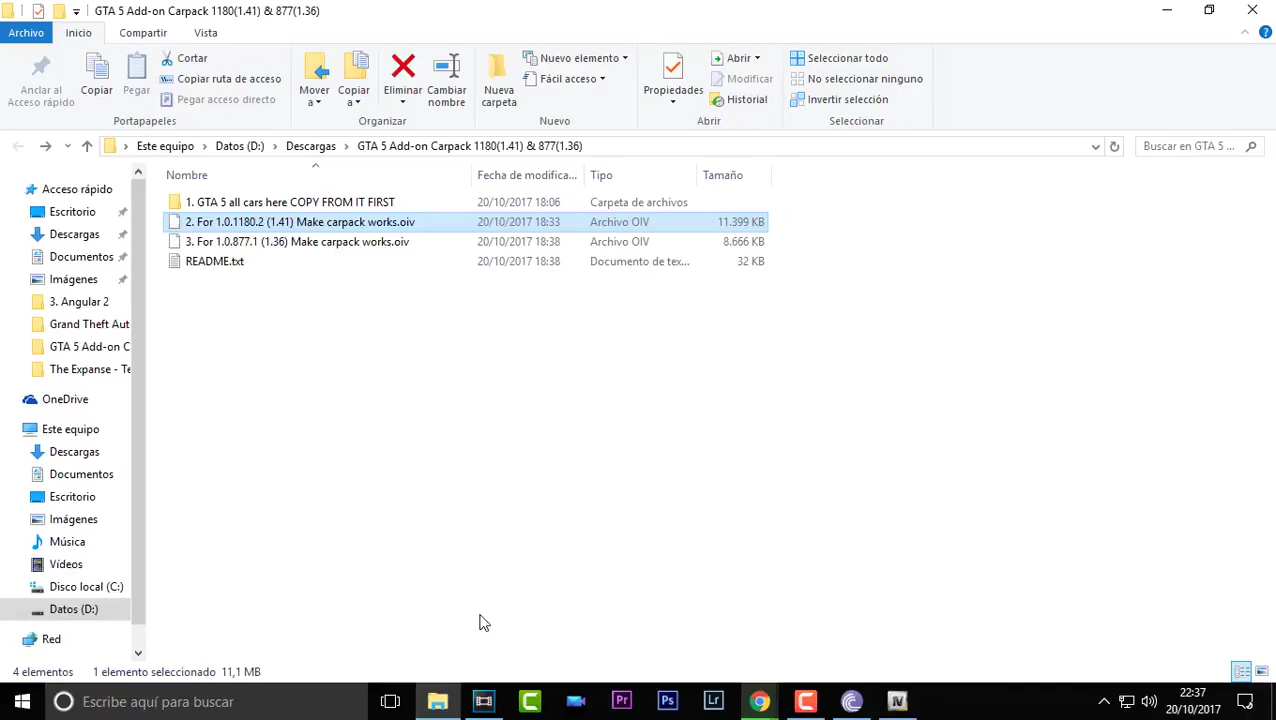 GTA 5 Add-on Carpack 1180(1.41) & 877(1.36)
Archivo Inicio Compartir Vista
Anclar al Acceso rápido
Copiar
Pegar
Cortar
Copiar ruta de acceso
Pegar acceso directo
Portapapeles
Mover a
Copiar a
Eliminar
Cambiar nombre
Organizar
Nueva carpeta
Nuevo elemento
Fácil acceso
Nuevo
Propiedades
Abrir
Modificar
Historial
Abrir
Seleccionar todo
No seleccionar ninguno
Invertir selección
Seleccionar
Este equipo > Datos (D:) > Descargas > GTA 5 Add-on Carpack 1180(1.41) & 877(1.36)
Buscar en GTA 5 ...
Nombre Fecha de modifica... Tipo Tamaño
1. GTA 5 all cars here COPY FROM IT FIRST 20/10/2017 18:06 Carpeta de archivos
2. For 1.0.1180.2 (1.41) Make carpack works.oiv 20/10/2017 18:33 Archivo OIV 11.399 KB
3. For 1.0.877.1 (1.36) Make carpack works.oiv 20/10/2017 18:38 Archivo OIV 8.666 KB
README.txt 20/10/2017 18:38 Documento de tex... 32 KB
Acceso rápido
Escritorio
Descargas
Documentos
Imágenes
3. Angular 2
Grand Theft Aut
GTA 5 Add-on C
The Expanse - Te
OneDrive
Este equipo
Descargas
Documentos
Escritorio
Imágenes
Música
Vídeos
Disco local (C:)
Datos (D:)
Red
4 elementos 1 elemento seleccionado 11,1 MB
Escribe aquí para buscar
Pr
Ps
Lr
22:37
20/10/2017